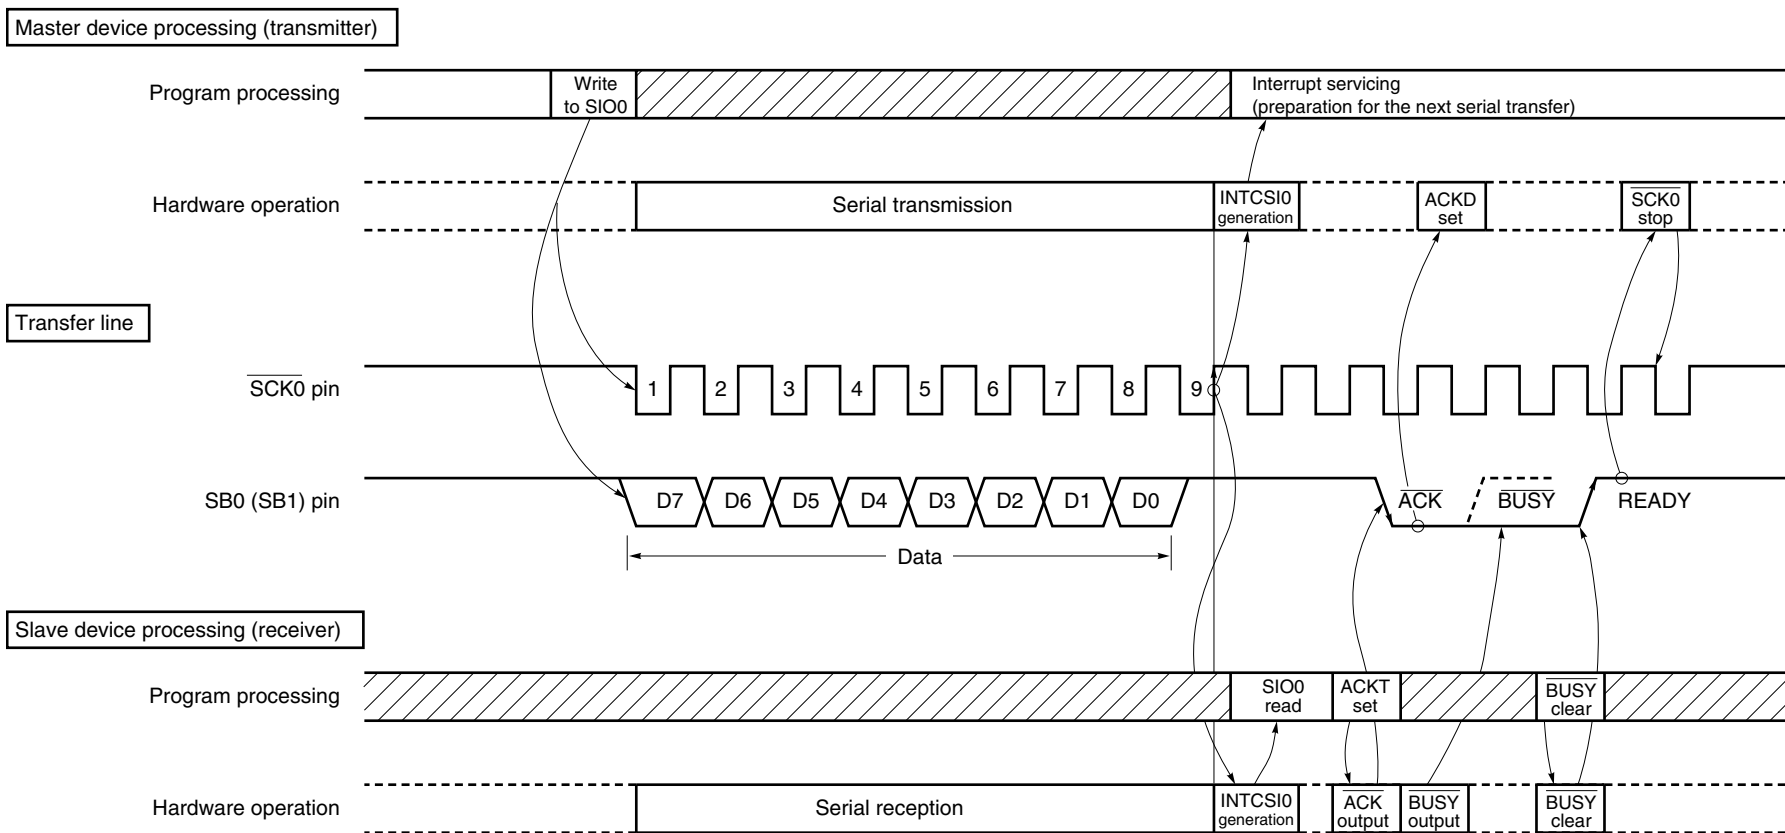 Master device processing (transmitter)
Program processing
Write
to SIO0
Interrupt servicing
(preparation for the next serial transfer)
Hardware operation
Serial transmission
INTCSI0
generation
ACKD
set
SCK0
stop
Transfer line
SCK0 pin
1 2 3 4 5 6 7 8 9
SB0 (SB1) pin
D7 D6 D5 D4 D3 D2 D1 D0
ACK
BUSY
READY
Data
Slave device processing (receiver)
Program processing
SIO0
read
ACKT
set
BUSY
clear
Hardware operation
Serial reception
INTCSI0
generation
ACK
output
BUSY
output
BUSY
clear